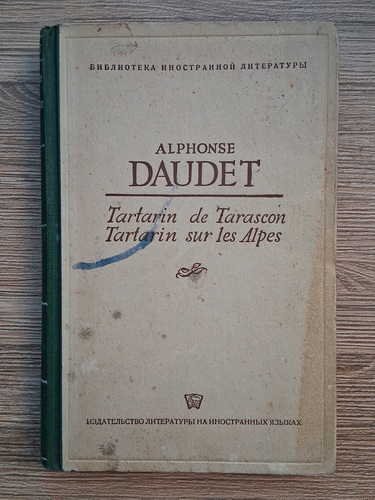 БИБЛИОТЕКА ИНОСТРАННОЙ ЛИТЕРАТУРЫ
ALPHONSE
DAUDET
Tartarin de Tarascon
Tartarin sur les Alpes
ИЗДАТЕЛЬСТВО ЛИТЕРАТУРЫ НА ИНОСТРАННЫХ ЯЗЫКАХ